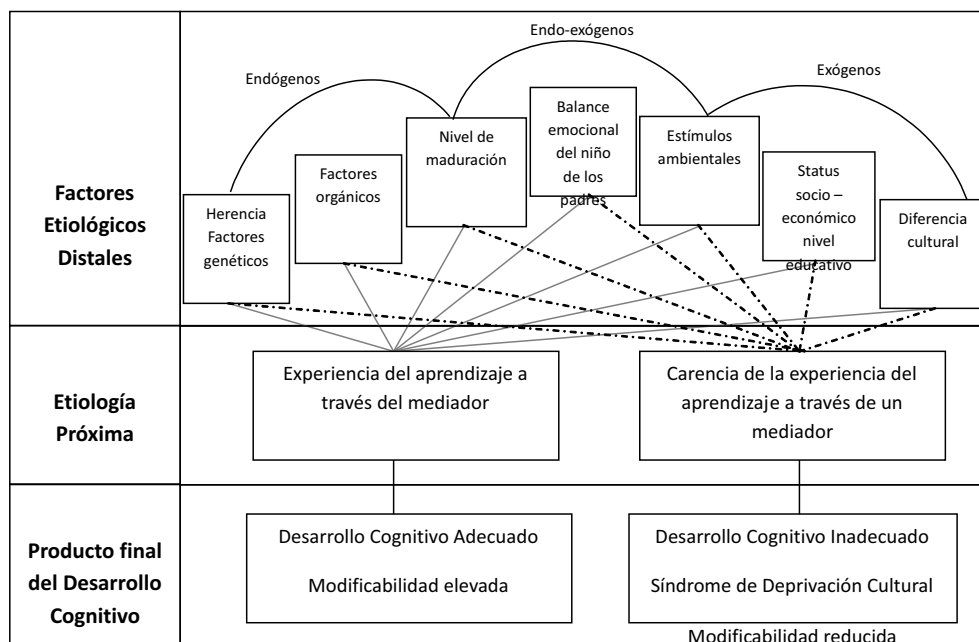 Endo-exógenos
Endógenos
Exógenos
Factores
Etiológicos
Distales
Herencia
Factores
genéticos
Factores
orgánicos
Nivel de
maduración
Balance
emocional
del niño
de los
padres
Estímulos
ambientales
Status
socio –
económico
nivel
educativo
Diferencia
cultural
Etiología
Próxima
Experiencia del aprendizaje a
través del mediador
Carencia de la experiencia del
aprendizaje a través de un
mediador
Producto final
del Desarrollo
Cognitivo
Desarrollo Cognitivo Adecuado
Modificabilidad elevada
Desarrollo Cognitivo Inadecuado
Síndrome de Deprivación Cultural
Modificabilidad reducida